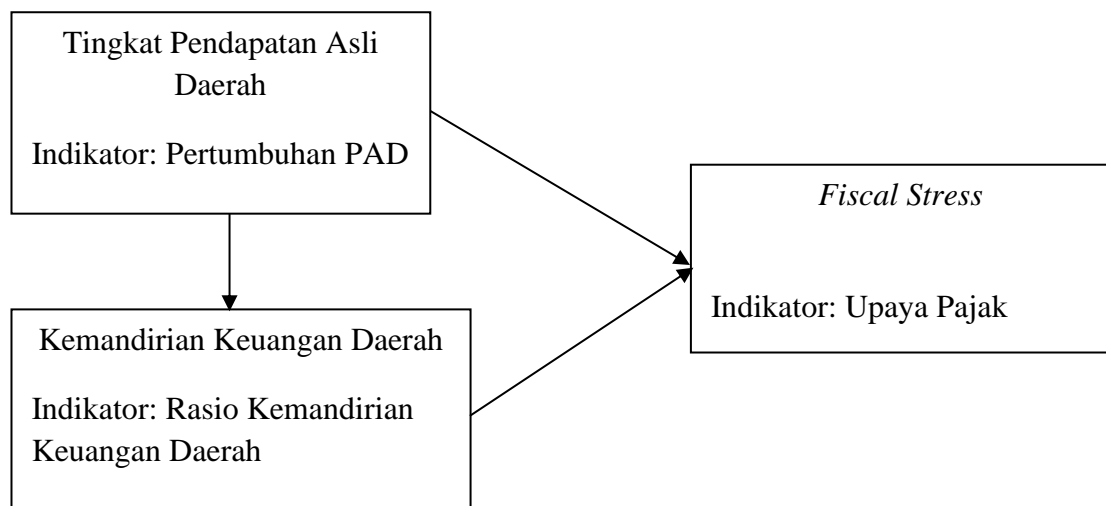 Tingkat Pendapatan Asli
Daerah
Indikator: Pertumbuhan PAD
Fiscal Stress
Indikator: Upaya Pajak
Kemandirian Keuangan Daerah
Indikator: Rasio Kemandirian
Keuangan Daerah